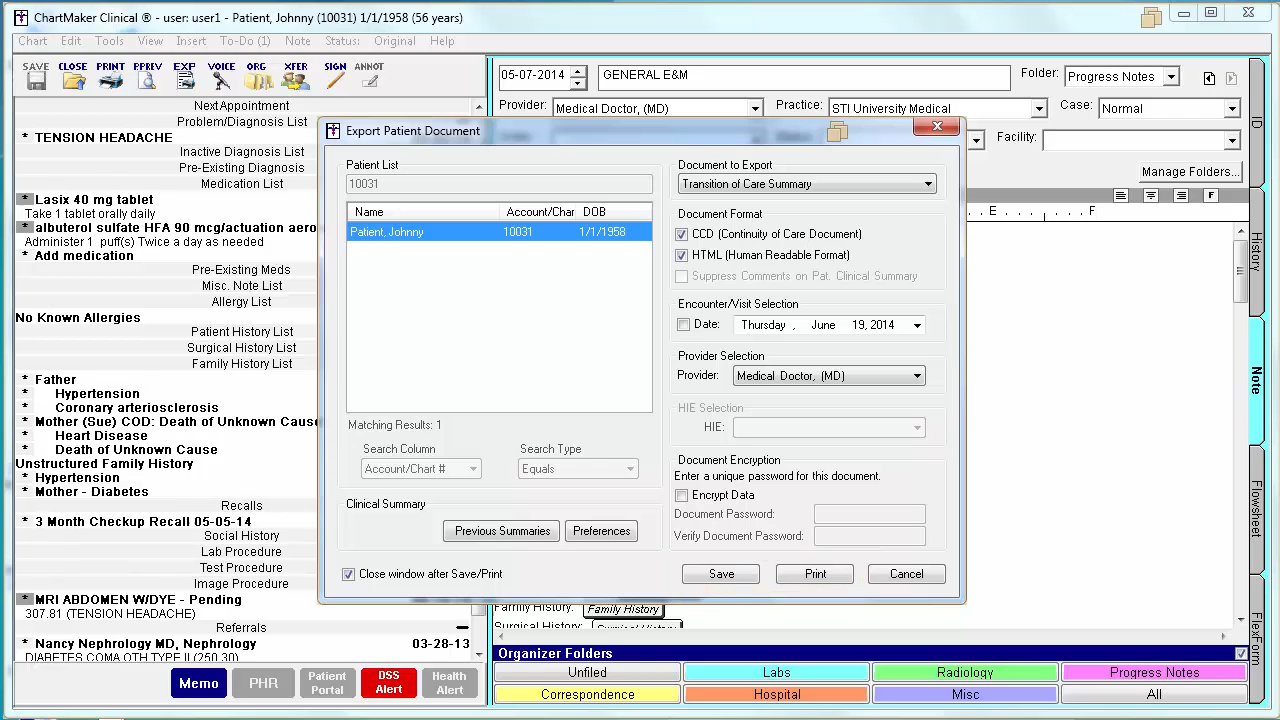 ChartMaker Clinical ® - user: user1 - Patient, Johnny (10031) 1/1/1958 (56 years)
Chart Edit Tools View Insert To-Do (1) Note Status: Original Help
SAVE CLOSE PRINT PPREV EXP VOICE ORG XFER SIGN ANNOT
NextAppointment
Problem/Diagnosis List
* TENSION HEADACHE
Inactive Diagnosis List
Pre-Existing Diagnosis
Medication List
* Lasix 40 mg tablet
Take 1 tablet orally daily
* albuterol sulfate HFA 90 mcg/actuation aero
Administer 1 puff(s) Twice a day as needed
* Add medication
Pre-Existing Meds
Misc. Note List
Allergy List
No Known Allergies
Patient History List
Surgical History List
Family History List
* Father
* Hypertension
* Coronary arteriosclerosis
* Mother (Sue) COD: Death of Unknown Cause
* Heart Disease
* Death of Unknown Cause
Unstructured Family History
* Hypertension
* Mother - Diabetes
Recalls
* 3 Month Checkup Recall 05-05-14
Social History
Lab Procedure
Test Procedure
Image Procedure
* MRI ABDOMEN W/DYE - Pending
307.81 (TENSION HEADACHE)
Referrals
* Nancy Nephrology MD, Nephrology 03-28-13
DIABETES COMA OTH TYPE II (250.30)
Memo PHR Patient Portal DSS Alert Health Alert
05-07-2014 GENERAL E&M Folder: Progress Notes
Provider: Medical Doctor, (MD) Practice: STI University Medical Case: Normal
Facility:
Manage Folders...
F
. E . . . F
Export Patient Document
Patient List
10031
Name Account/Char DOB
Patient, Johnny 10031 1/1/1958
Matching Results: 1
Search Column Search Type
Account/Chart # Equals
Clinical Summary
Previous Summaries Preferences
Close window after Save/Print
Document to Export
Transition of Care Summary
Document Format
CCD (Continuity of Care Document)
HTML (Human Readable Format)
Suppress Comments on Pat. Clinical Summary
Encounter/Visit Selection
Date: Thursday , June 19, 2014
Provider Selection
Provider: Medical Doctor, (MD)
HIE Selection
HIE:
Document Encryption
Enter a unique password for this document.
Encrypt Data
Document Password:
Verify Document Password:
Save Print Cancel
Family History: Family History
Surgical History: Surgical History
Organizer Folders
Unfiled Labs Radiology Progress Notes
Correspondence Hospital Misc All
ID
History
Note
Flowsheet
FlexForm